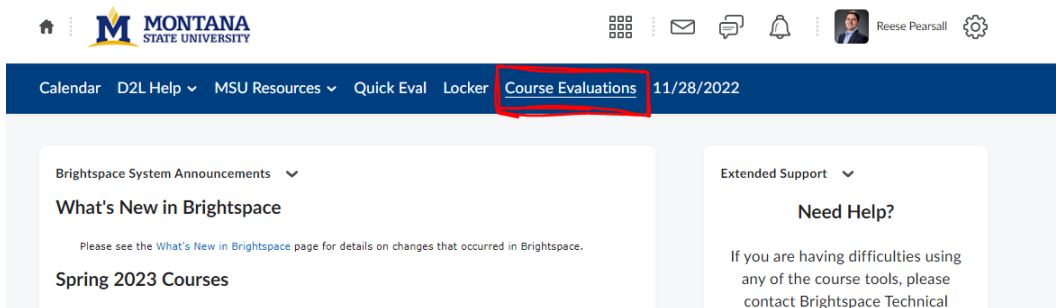 MONTANA
STATE UNIVERSITY
Reese Pearsall
Calendar D2L Help MSU Resources Quick Eval Locker Course Evaluations 11/28/2022
Brightspace System Announcements
What's New in Brightspace
Please see the What's New in Brightspace page for details on changes that occurred in Brightspace.
Spring 2023 Courses
Extended Support
Need Help?
If you are having difficulties using
any of the course tools, please
contact Brightspace Technical